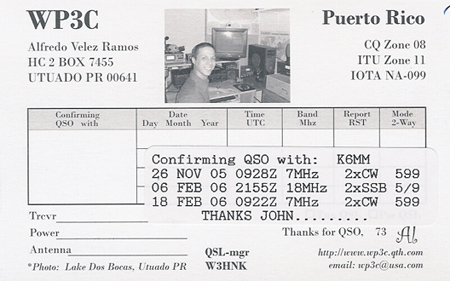 WP3C
Puerto Rico
Alfredo Velez Ramos
HC 2 BOX 7455
UTUADO PR 00641
CQ Zone 08
ITU Zone 11
IOTA NA-099
Confirming QSO with
Day Date Month Year
Time UTC
Band Mhz
Report RST
Mode 2-Way
Confirming QSO with: K6MM
26 NOV 05 0928Z 7MHz 2xCW 599
06 FEB 06 2155Z 18MHz 2xSSB 5/9
18 FEB 06 0922Z 7MHz 2xCW 599
THANKS JOHN.........
Trcvr
Power
Antenna
Thanks for QSO, 73 Al
*Photo: Lake Dos Bocas, Utuado PR
QSL-mgr
W3HNK
http://www.wp3c.qth.com
email: wp3c@usa.com